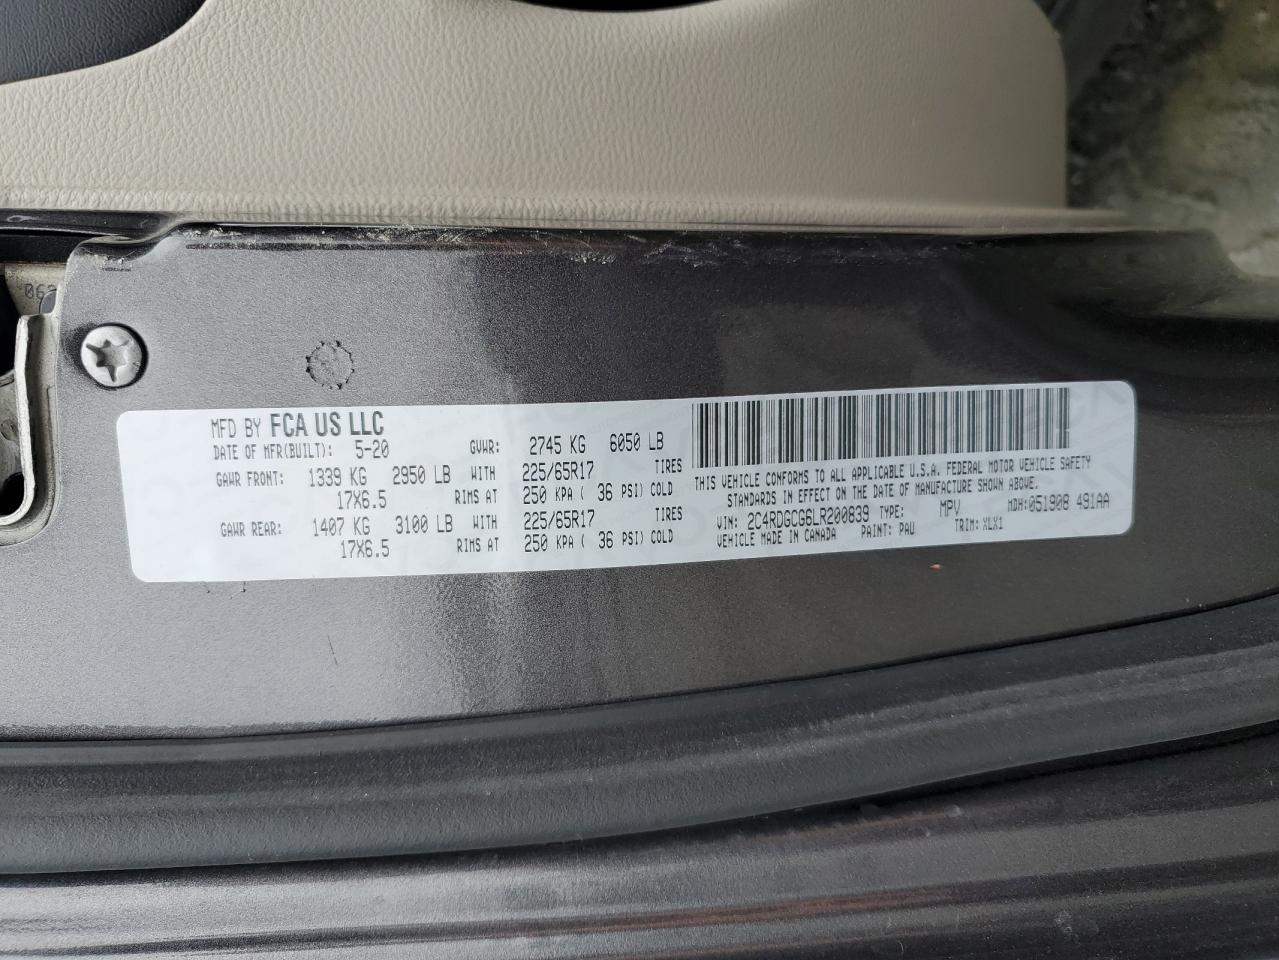 MFD BY FCA US LLC
DATE OF MFR(BUILT): 5-20 GVWR: 2745 KG 6050 LB
GAWR FRONT: 1339 KG 2950 LB WITH 225/65R17 TIRES
17X6.5 RIMS AT 250 KPA ( 36 PSI) COLD
GAWR REAR: 1407 KG 3100 LB WITH 225/65R17 TIRES
17X6.5 RIMS AT 250 KPA ( 36 PSI) COLD
THIS VEHICLE CONFORMS TO ALL APPLICABLE U.S.A. FEDERAL MOTOR VEHICLE SAFETY
STANDARDS IN EFFECT ON THE DATE OF MANUFACTURE SHOWN ABOVE.
VIN: 2C4RDGCG6LR200839 TYPE: MPV MDH: 051908 491AA
VEHICLE MADE IN CANADA PAINT: PAU TRIM: XLX1